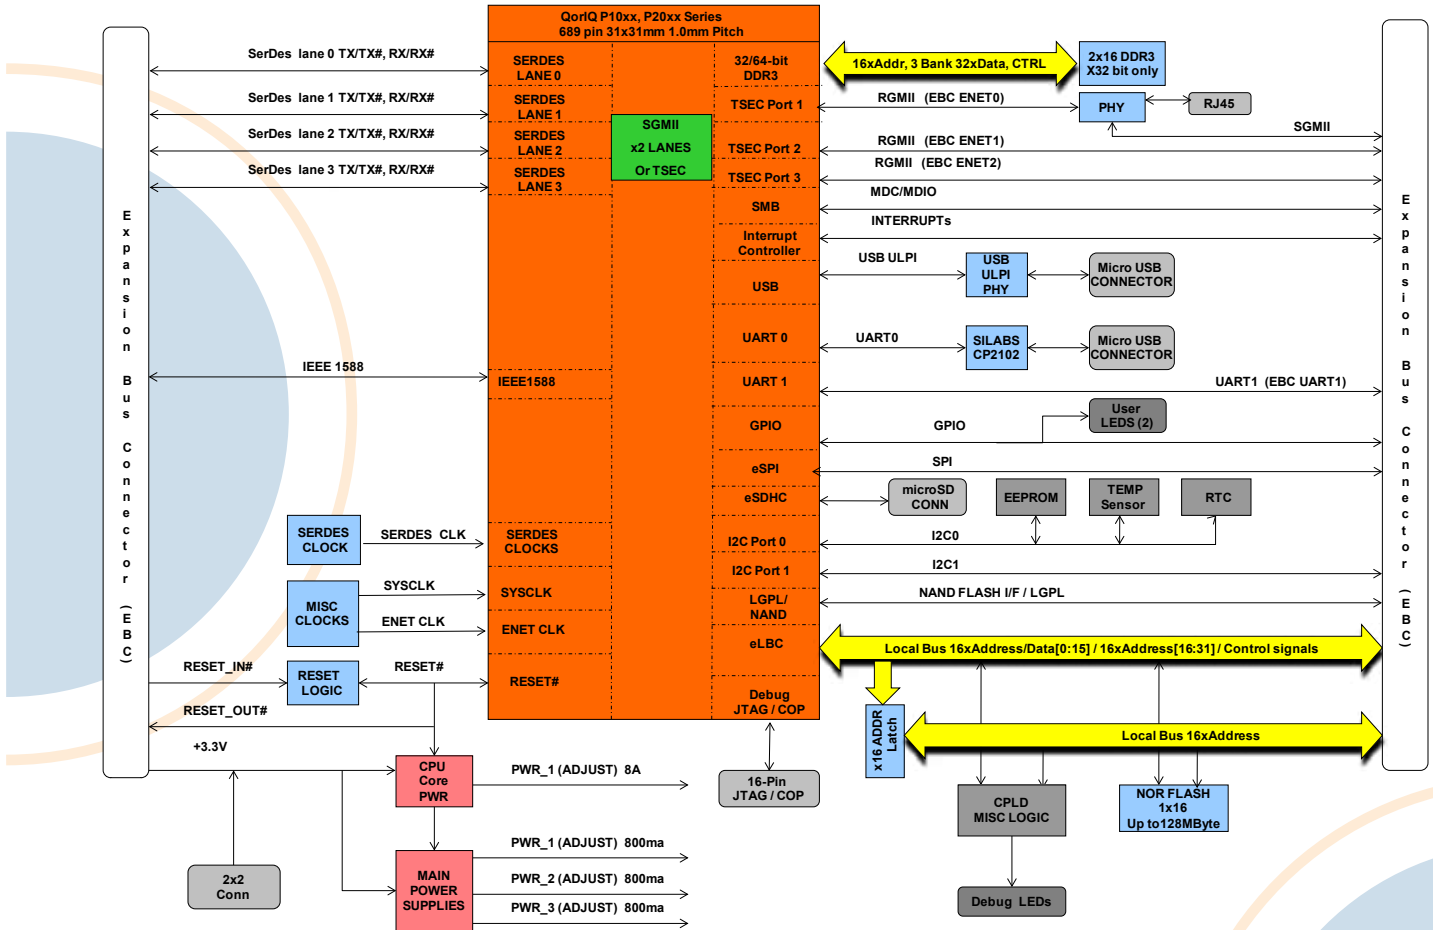 QorIQ P10xx, P20xx Series
689 pin 31x31mm 1.0mm Pitch
SerDes lane 0 TX/TX#, RX/RX#
SerDes lane 1 TX/TX#, RX/RX#
SerDes lane 2 TX/TX#, RX/RX#
SerDes lane 3 TX/TX#, RX/RX#
Expansion Bus Connector (EBC)
IEEE 1588
SERDES
CLOCK
SERDES CLK
MISC
CLOCKS
SYSCLK
ENET CLK
RESET_IN#
RESET
LOGIC
RESET#
RESET_OUT#
+3.3V
CPU
Core
PWR
PWR_1 (ADJUST) 8A
2x2
Conn
MAIN
POWER
SUPPLIES
PWR_1 (ADJUST) 800ma
PWR_2 (ADJUST) 800ma
PWR_3 (ADJUST) 800ma
SERDES
LANE 0
SERDES
LANE 1
SERDES
LANE 2
SERDES
LANE 3
IEEE1588
SERDES
CLOCKS
SYSCLK
ENET CLK
RESET#
SGMII
x2 LANES
Or TSEC
32/64-bit
DDR3
TSEC Port 1
TSEC Port 2
TSEC Port 3
SMB
Interrupt
Controller
USB
UART 0
UART 1
GPIO
eSPI
eSDHC
I2C Port 0
I2C Port 1
LGPL/
NAND
eLBC
Debug
JTAG / COP
16-Pin
JTAG / COP
16xAddr, 3 Bank 32xData, CTRL
2x16 DDR3
X32 bit only
RGMII (EBC ENET0)
PHY
RJ45
SGMII
RGMII (EBC ENET1)
RGMII (EBC ENET2)
MDC/MDIO
INTERRUPTs
USB ULPI
USB
ULPI
PHY
Micro USB
CONNECTOR
UART0
SILABS
CP2102
Micro USB
CONNECTOR
UART1 (EBC UART1)
User
LEDS (2)
GPIO
SPI
microSD
CONN
EEPROM
TEMP
Sensor
RTC
I2C0
I2C1
NAND FLASH I/F / LGPL
Local Bus 16xAddress/Data[0:15] / 16xAddress[16:31] / Control signals
x16 ADDR
Latch
Local Bus 16xAddress
CPLD
MISC LOGIC
NOR FLASH
1x16
Up to128MByte
Debug LEDs
Expansion Bus Connector (EBC)